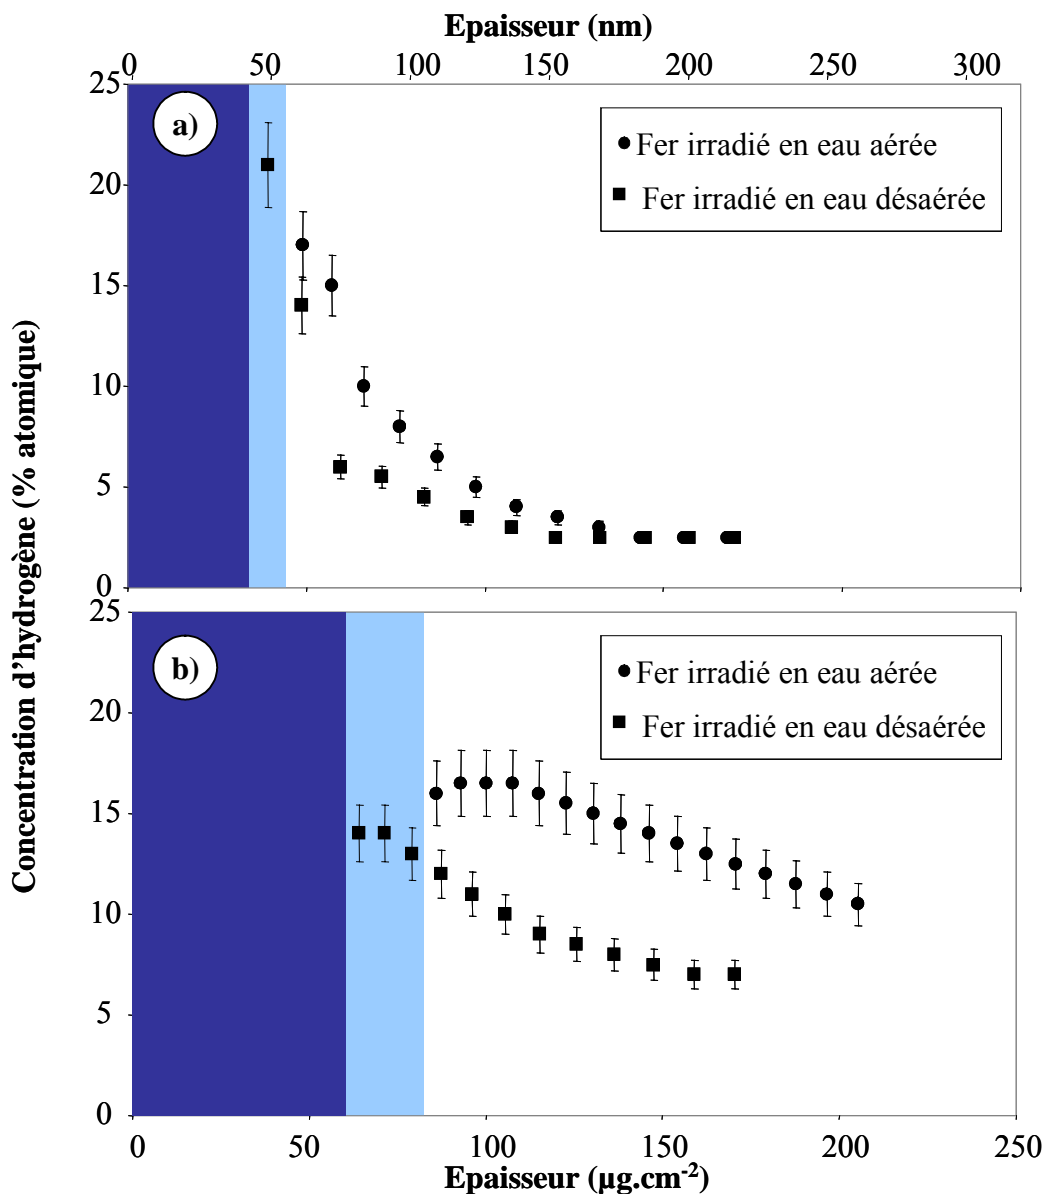 Epaisseur (nm)
0 50 100 150 200 250 300
25
20
15
10
5
0
a)
Fer irradié en eau aérée
Fer irradié en eau désaérée
Concentration d'hydrogène (% atomique)
25
20
15
10
5
0
b)
Fer irradié en eau aérée
Fer irradié en eau désaérée
0 50 100 150 200 250
Epaisseur (µg.cm-2)